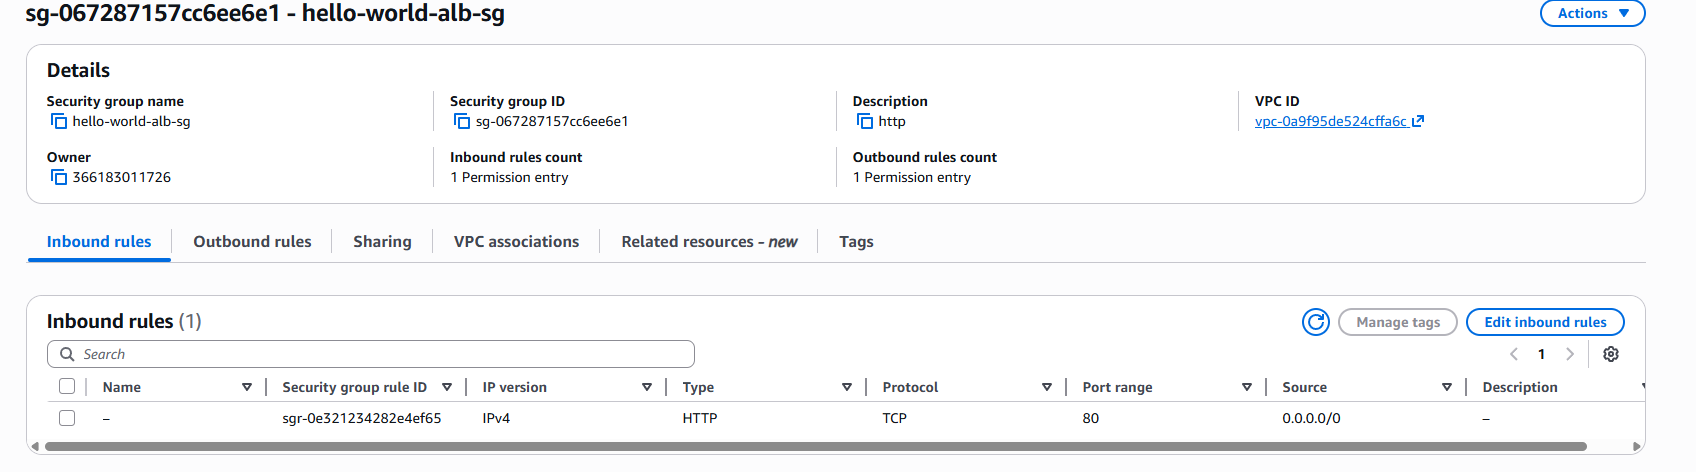 sg-067287157cc6ee6e1 - hello-world-alb-sg
Actions
Details
Security group name
hello-world-alb-sg
Security group ID
sg-067287157cc6ee6e1
Description
http
VPC ID
vpc-0a9f95de524cffa6c
Owner
366183011726
Inbound rules count
1 Permission entry
Outbound rules count
1 Permission entry
Inbound rules
Outbound rules
Sharing
VPC associations
Related resources - new
Tags
Inbound rules (1)
Manage tags
Edit inbound rules
Search
1
Name Security group rule ID IP version Type Protocol Port range Source Description
– sgr-0e321234282e4ef65 IPv4 HTTP TCP 80 0.0.0.0/0 –